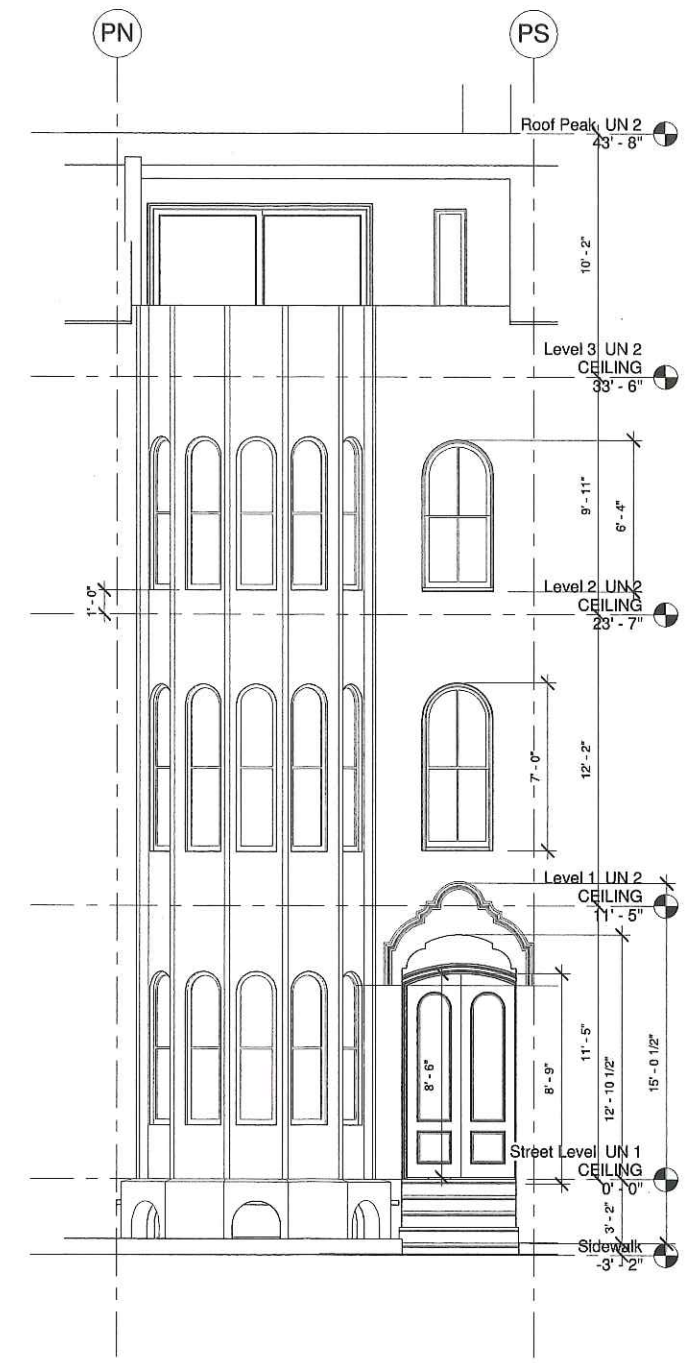 PN
PS
Roof Peak UN 2
43' - 8"
10' - 2"
Level 3 UN 2
CEILING
33' - 6"
9' - 11"
6' - 4"
1' - 0"
Level 2 UN 2
CEILING
23' - 7"
7' - 0"
12' - 2"
Level 1 UN 2
CEILING
11' - 5"
8' - 6"
8' - 9"
11' - 5"
12' - 10 1/2"
15' - 0 1/2"
Street Level UN 1
CEILING
0' - 0"
3' - 2"
Sidewalk
-3' - 2"